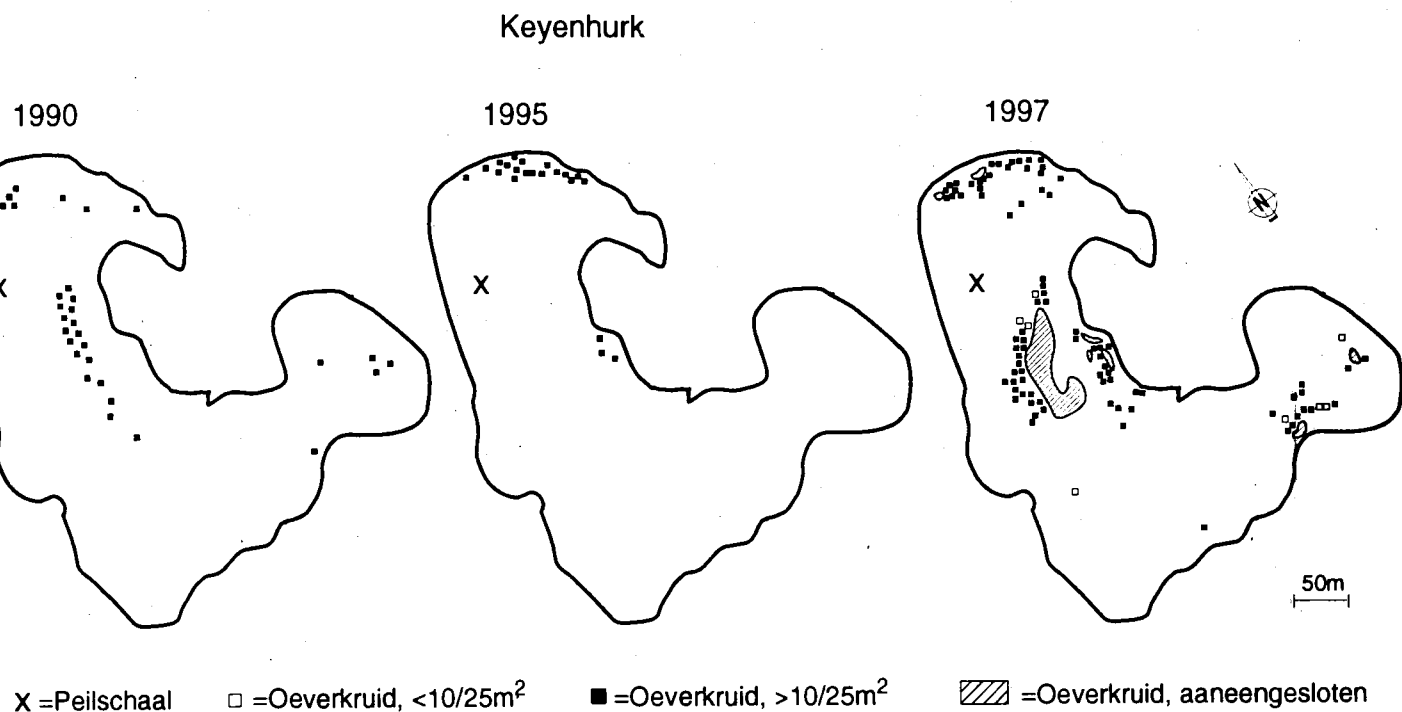 Keyenhurk
1990 1995 1997
X X X
N
50m
X =Peilschaal □ =Oeverkruid, <10/25m² ■ =Oeverkruid, >10/25m² =Oeverkruid, aaneengesloten